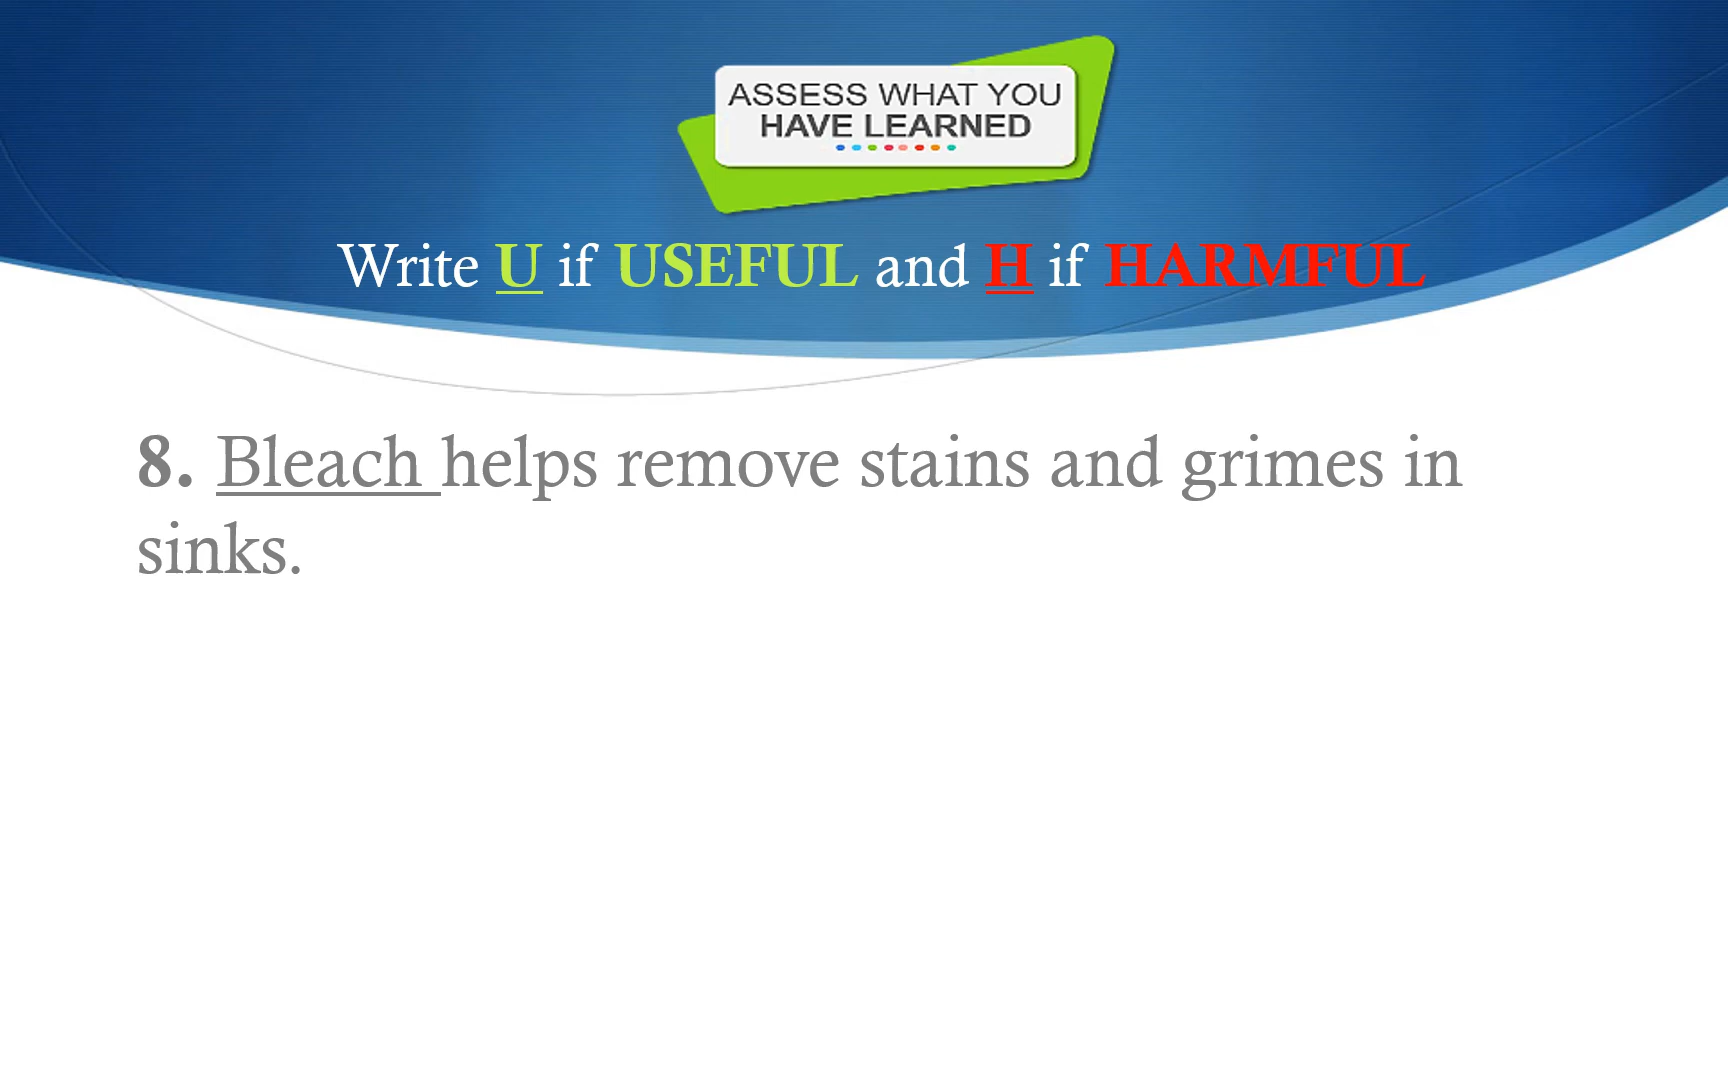 ASSESS WHAT YOU
HAVE LEARNED
Write U if USEFUL and H if HARMFUL
8. Bleach helps remove stains and grimes in
sinks.